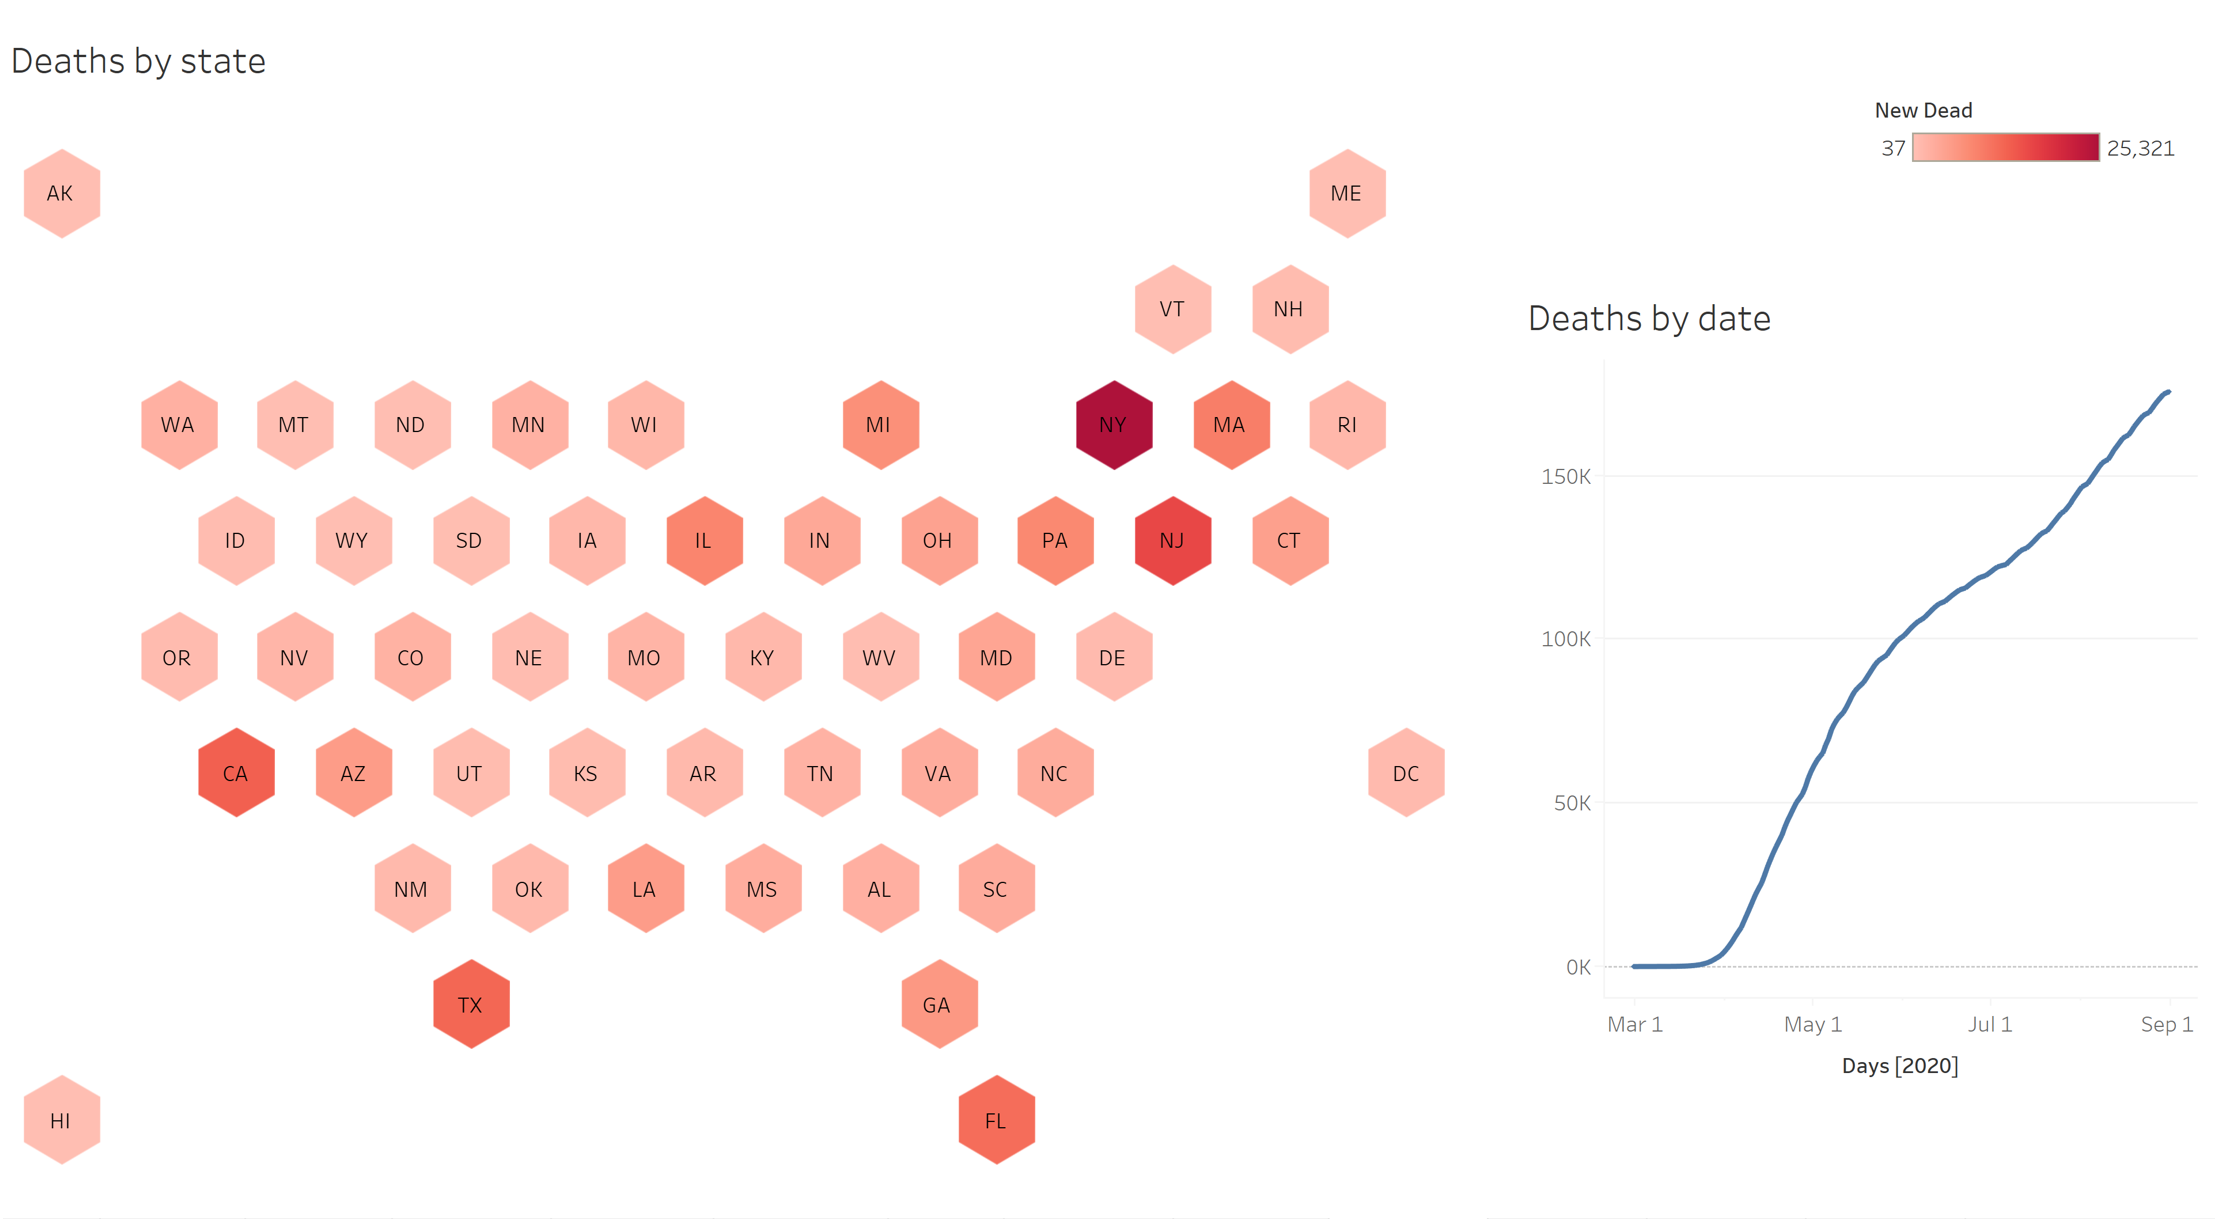 Deaths by state
New Dead
37 25,321
AK ME
VT NH
Deaths by date
WA MT ND MN WI MI NY MA RI
150K
ID WY SD IA IL IN OH PA NJ CT
100K
OR NV CO NE MO KY WV MD DE
CA AZ UT KS AR TN VA NC DC
50K
NM OK LA MS AL SC
0K
TX GA
Mar 1 May 1 Jul 1 Sep 1
Days [2020]
HI FL